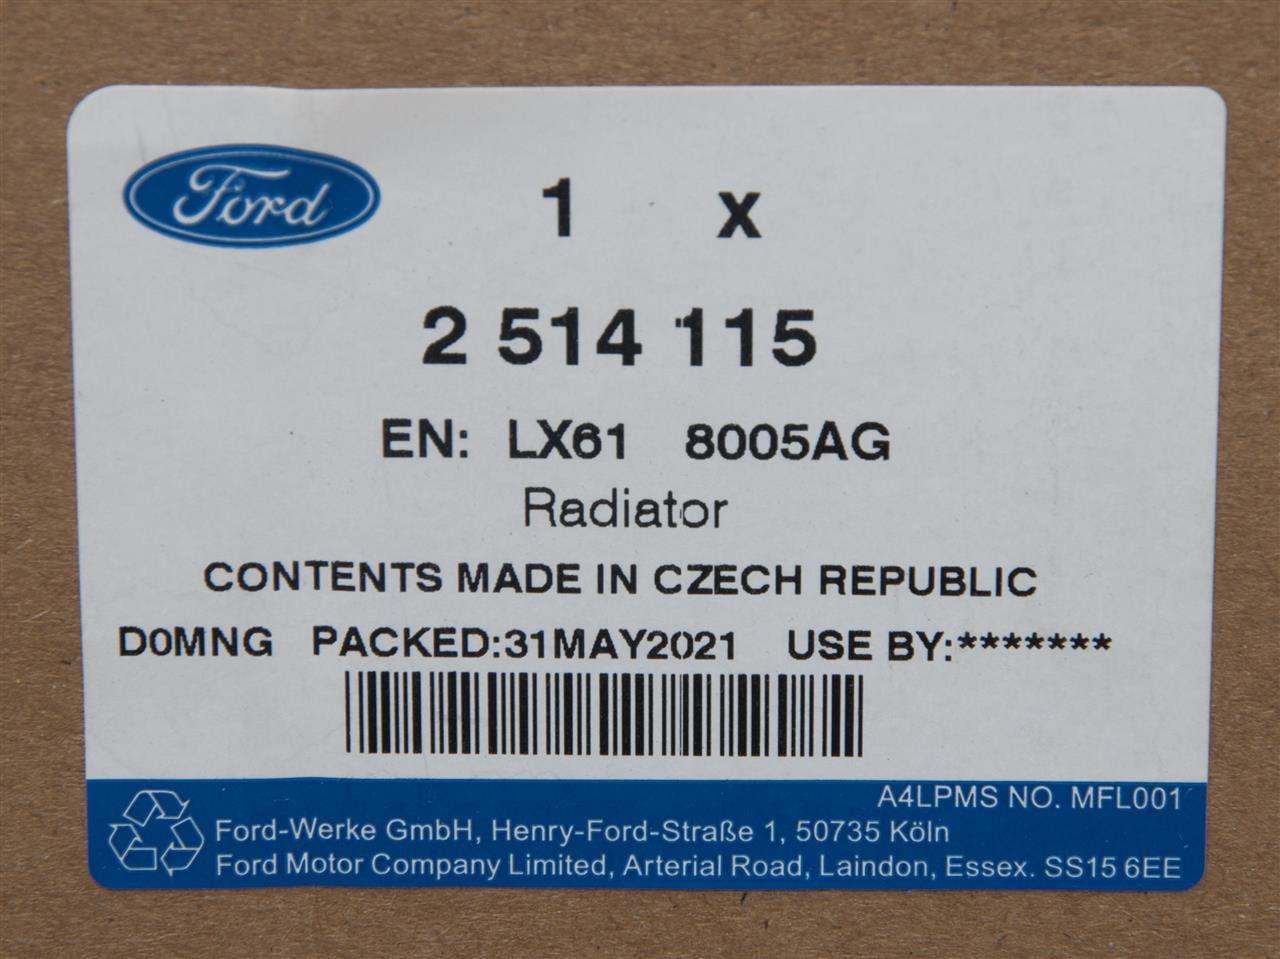 Ford
1 x
2 514 115
EN: LX61 8005AG
Radiator
CONTENTS MADE IN CZECH REPUBLIC
D0MNG PACKED:31MAY2021 USE BY:*******
A4LPMS NO. MFL001
Ford-Werke GmbH, Henry-Ford-Straße 1, 50735 Köln
Ford Motor Company Limited, Arterial Road, Laindon, Essex. SS15 6EE